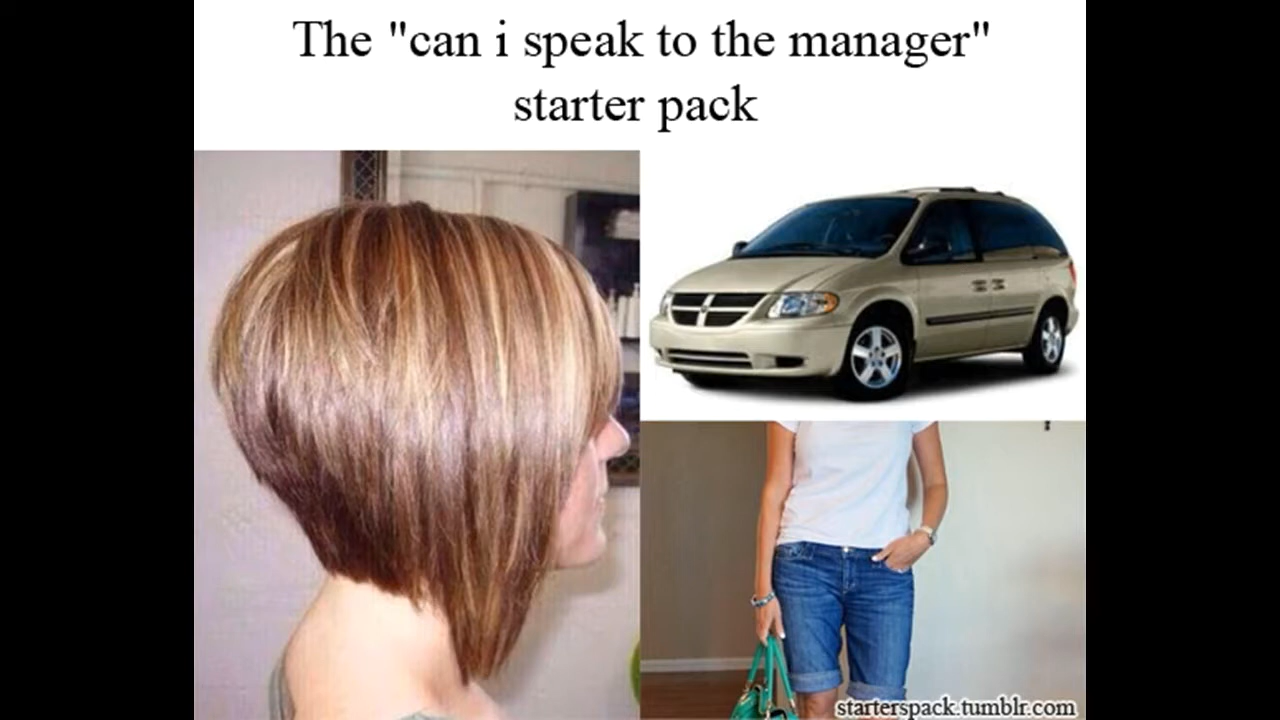 The "can i speak to the manager"
starter pack
starterspack.tumblr.com